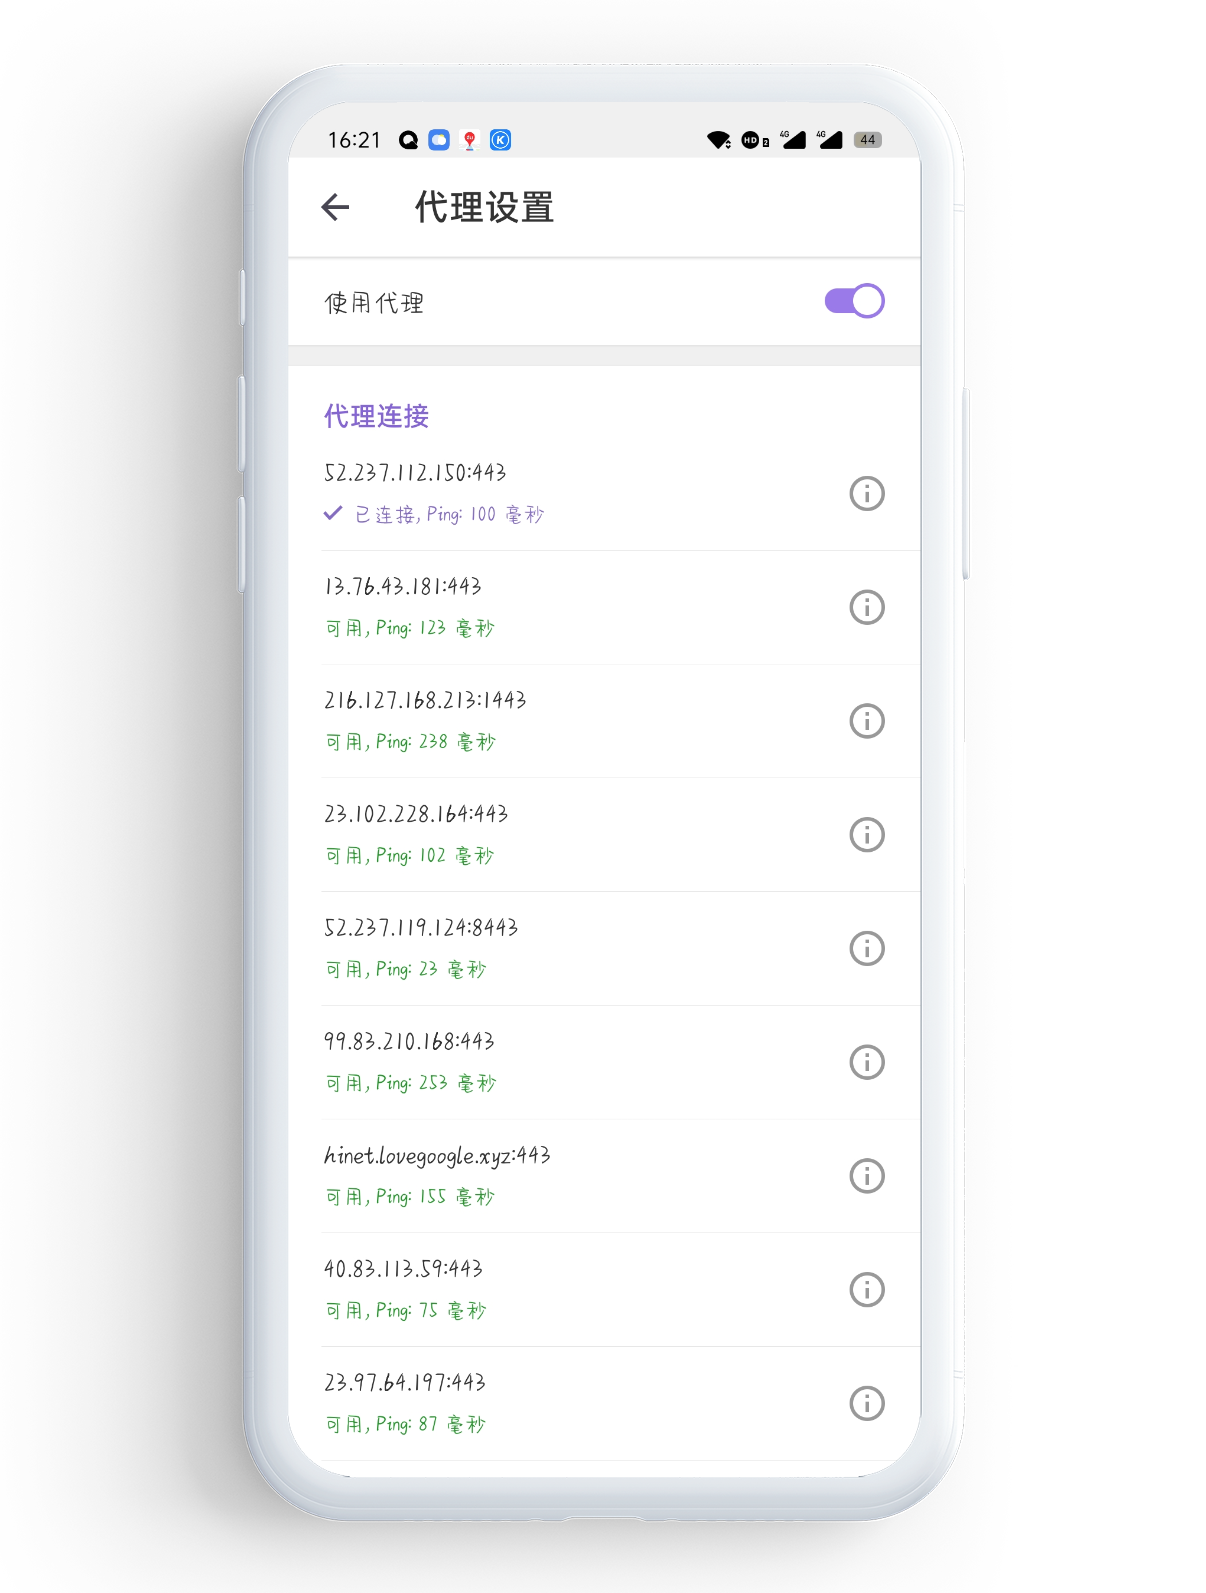 16:21
HD 2 4G 4G 44
代理设置
使用代理
代理连接
52.237.112.150:443
已连接, Ping: 100 毫秒
13.76.43.181:443
可用, Ping: 123 毫秒
216.127.168.213:1443
可用, Ping: 238 毫秒
23.102.228.164:443
可用, Ping: 102 毫秒
52.237.119.124:8443
可用, Ping: 23 毫秒
99.83.210.168:443
可用, Ping: 253 毫秒
hinet.lovegoogle.xyz:443
可用, Ping: 155 毫秒
40.83.113.59:443
可用, Ping: 75 毫秒
23.97.64.197:443
可用, Ping: 87 毫秒